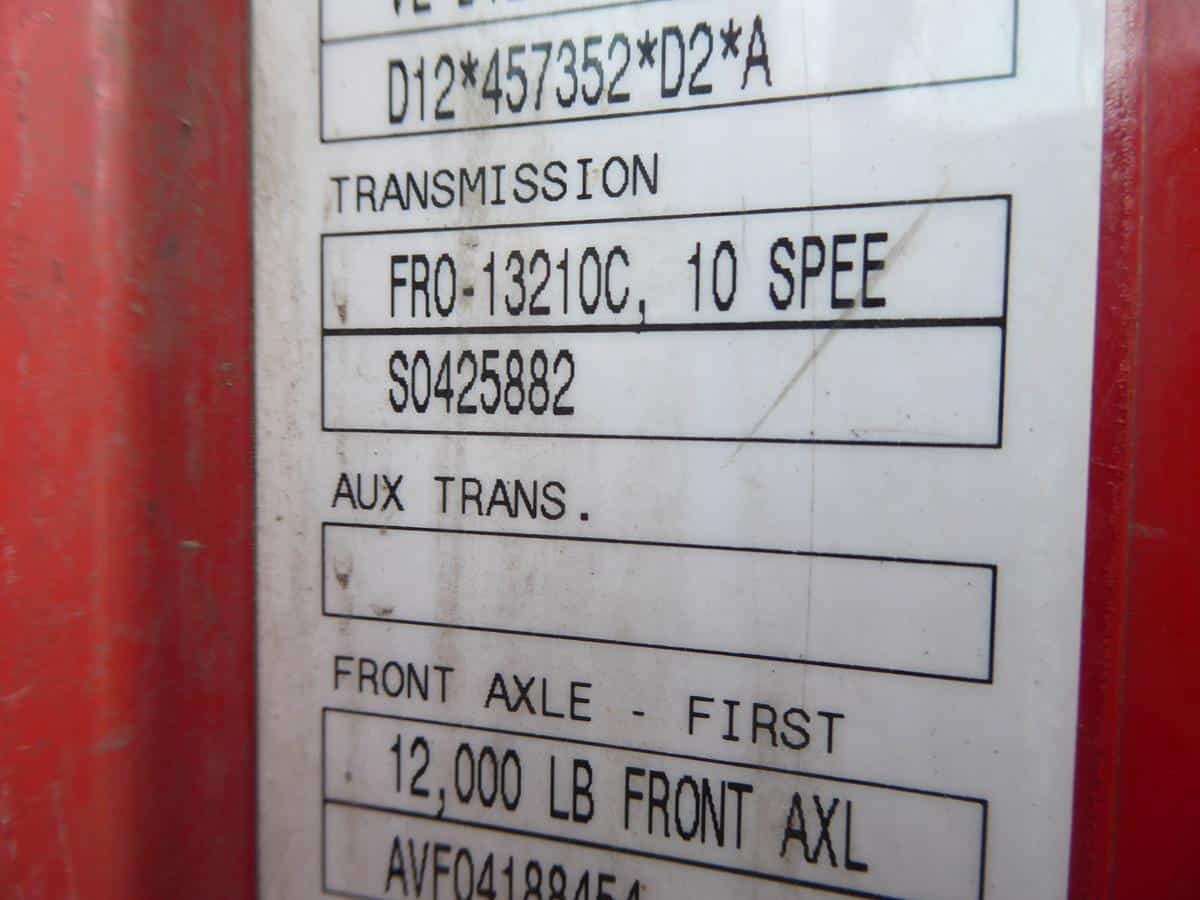 D12*457352*D2*A
TRANSMISSION
FRO-13210C, 10 SPEE
S0425882
AUX TRANS.
FRONT AXLE - FIRST
12,000 LB FRONT AXL
AVF04188454